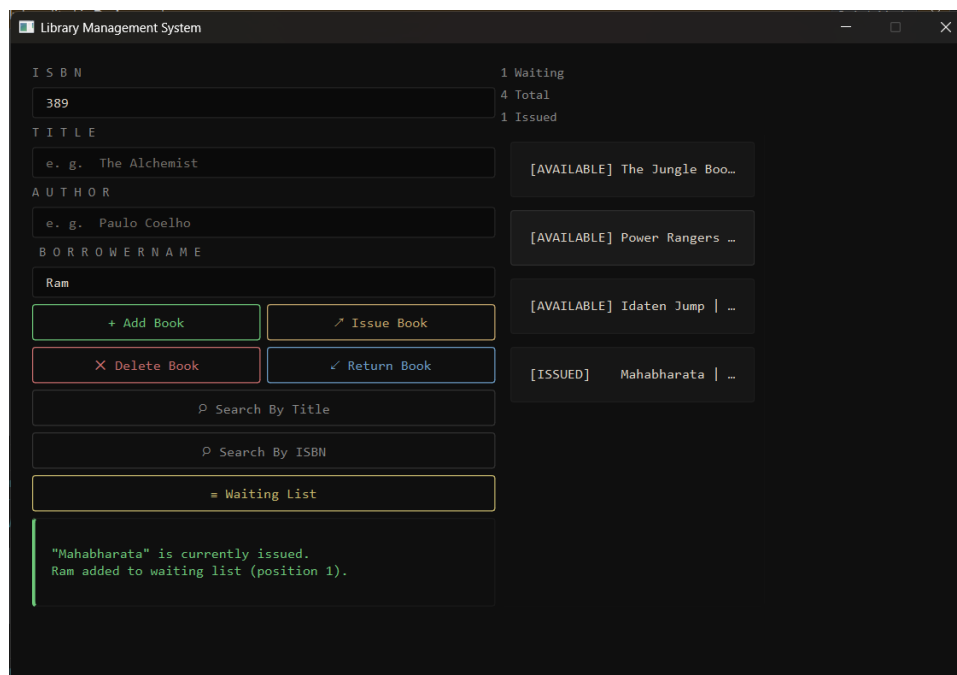 Library Management System
I S B N
389
T I T L E
e. g.  The Alchemist
A U T H O R
e. g.  Paulo Coelho
B O R R O W E R N A M E
Ram
+ Add Book
↗ Issue Book
✕ Delete Book
↙ Return Book
⌕ Search By Title
⌕ Search By ISBN
≡ Waiting List
"Mahabharata" is currently issued.
Ram added to waiting list (position 1).
1 Waiting
4 Total
1 Issued
[AVAILABLE] The Jungle Boo…
[AVAILABLE] Power Rangers …
[AVAILABLE] Idaten Jump | …
[ISSUED]    Mahabharata | …